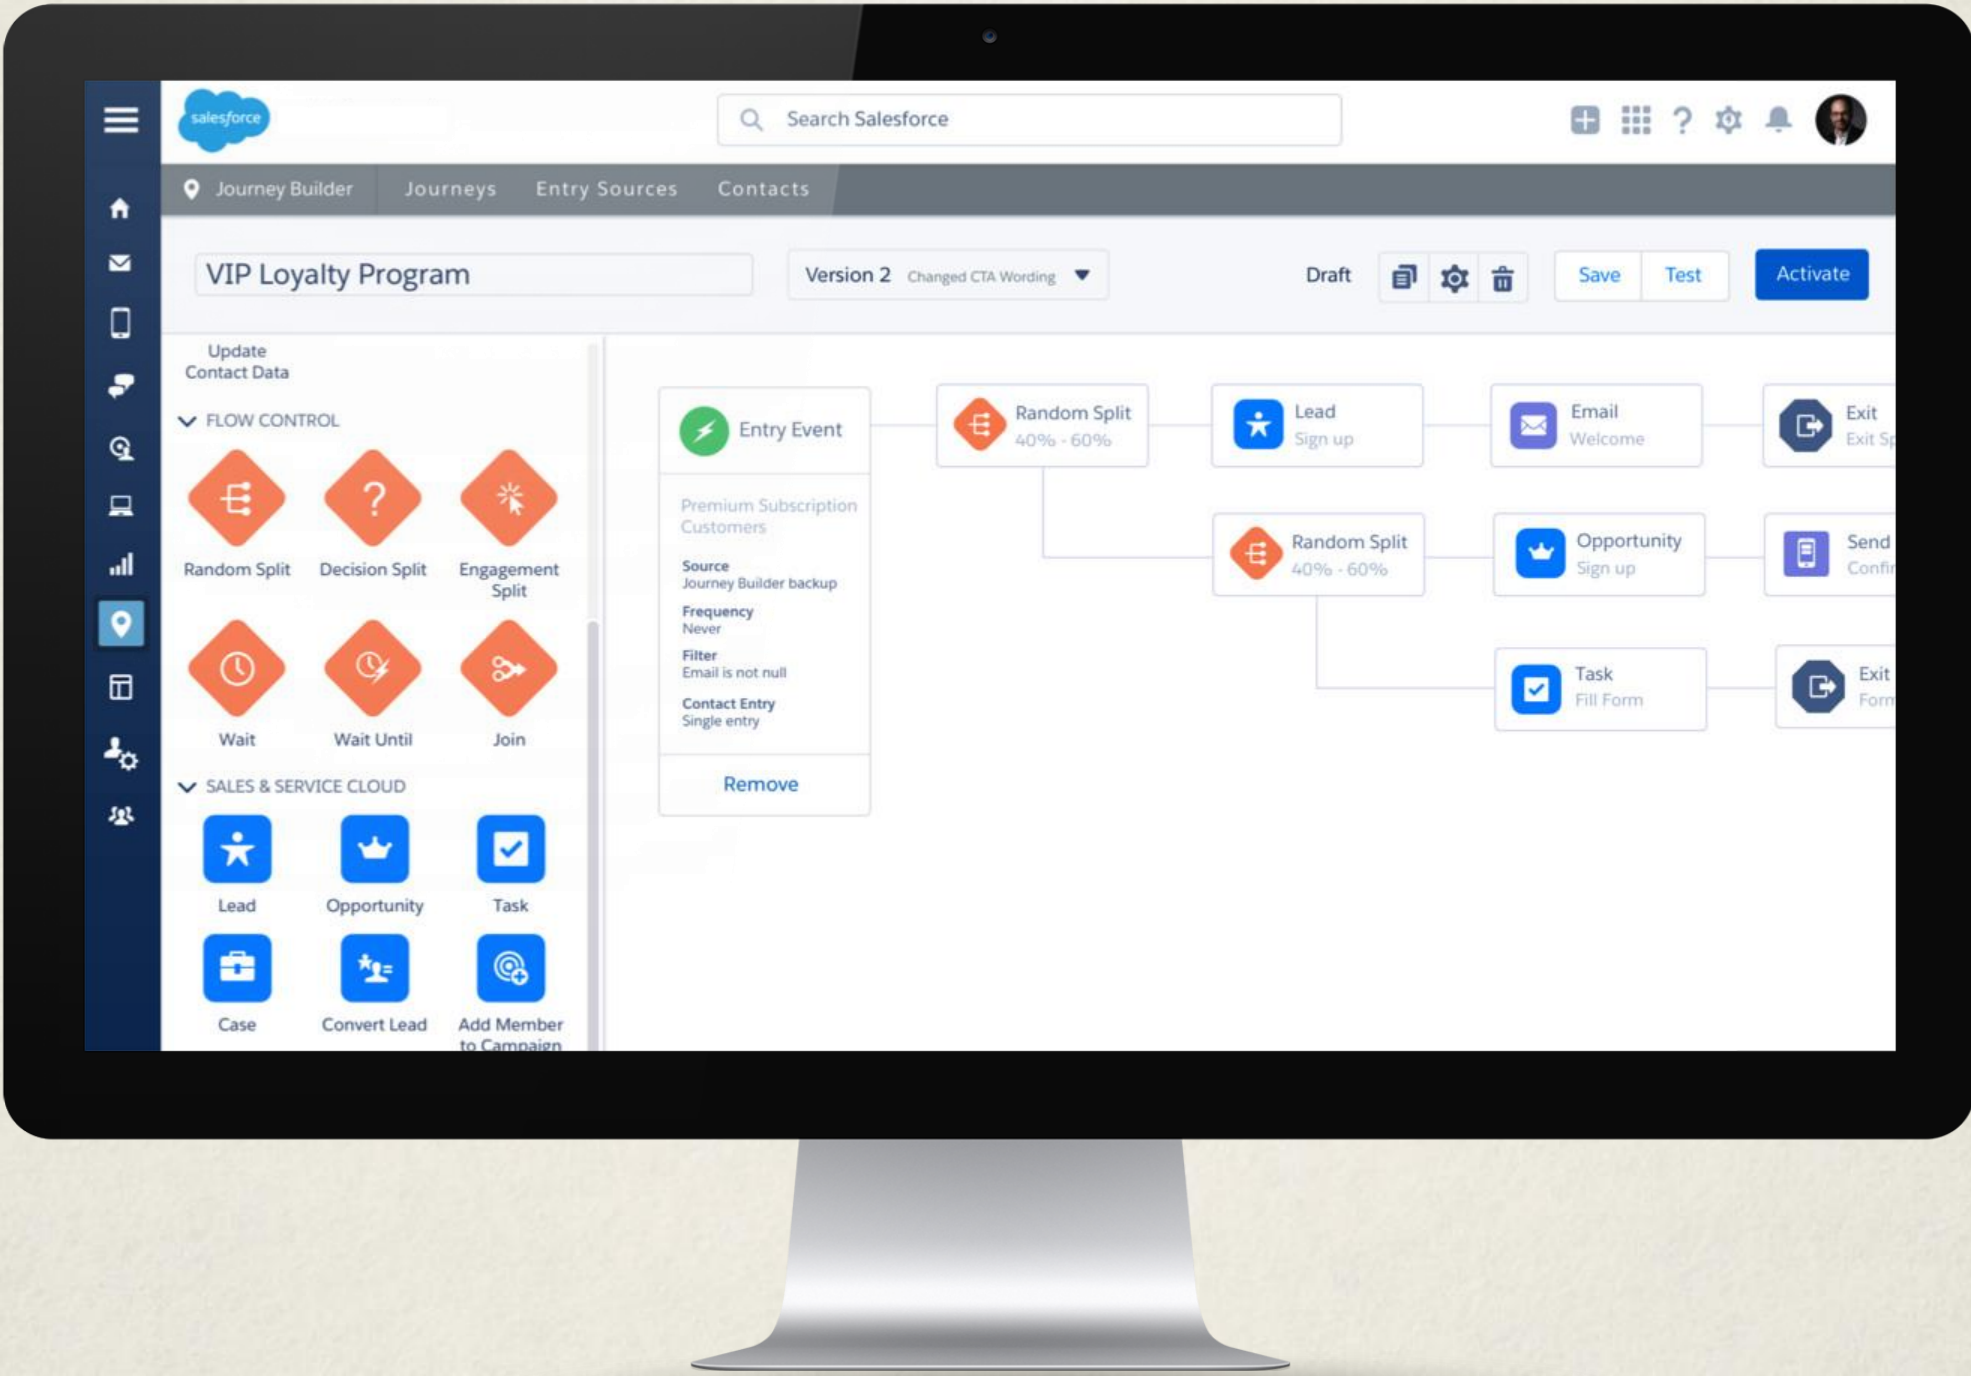 salesforce
Search Salesforce
?
Journey Builder
Journeys
Entry Sources
Contacts
VIP Loyalty Program
Version 2 Changed CTA Wording
Draft
Save
Test
Activate
Update
Contact Data
FLOW CONTROL
?
Random Split
Decision Split
Engagement
Split
Wait
Wait Until
Join
SALES & SERVICE CLOUD
Lead
Opportunity
Task
Case
Convert Lead
Add Member
to Campaign
Entry Event
Premium Subscription
Customers
Source
Journey Builder backup
Frequency
Never
Filter
Email is not null
Contact Entry
Single entry
Remove
Random Split
40% - 60%
Lead
Sign up
Email
Welcome
Exit
Random Split
40% - 60%
Opportunity
Sign up
Send
Task
Fill Form
Exit